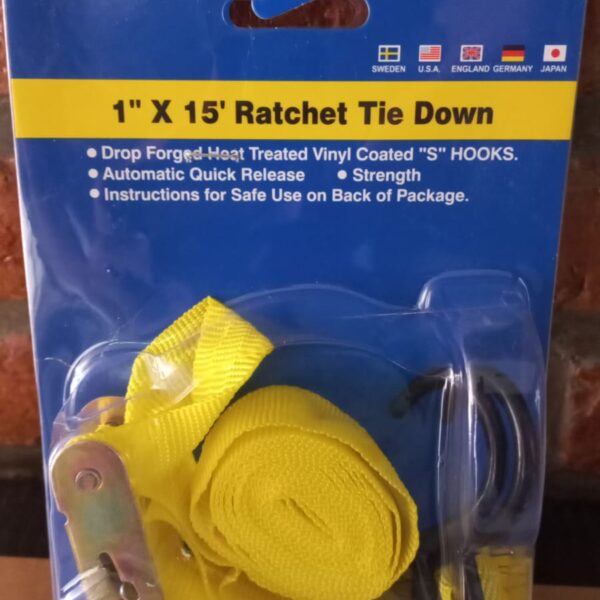 SWEDEN U.S.A. ENGLAND GERMANY JAPAN
1" X 15' Ratchet Tie Down
● Drop Forged Heat Treated Vinyl Coated "S" HOOKS.
● Automatic Quick Release ● Strength
● Instructions for Safe Use on Back of Package.